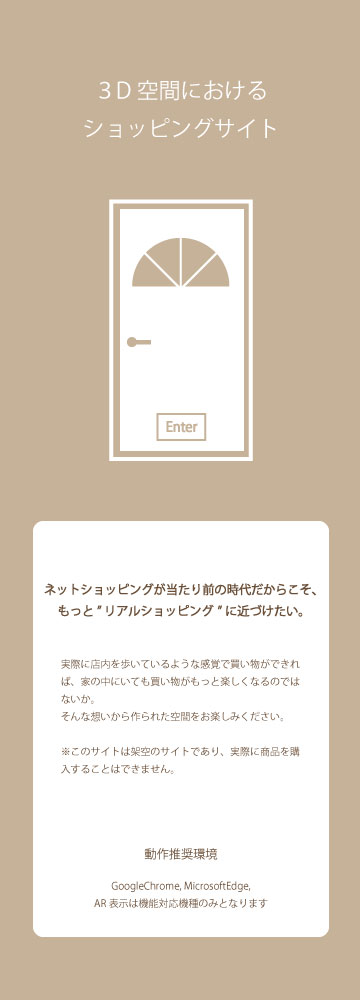 ３Ｄ空間における
ショッピングサイト
Enter
ネットショッピングが当たり前の時代だからこそ、
もっと”リアルショッピング”に近づけたい。
実際に店内を歩いているような感覚で買い物ができれ
ば、家の中にいても買い物がもっと楽しくなるのでは
ないか。
そんな想いから作られた空間をお楽しみください。
※このサイトは架空のサイトであり、実際に商品を購
入することはできません。
動作推奨環境
GoogleChrome, MicrosoftEdge,
AR 表示は機能対応機種のみとなります